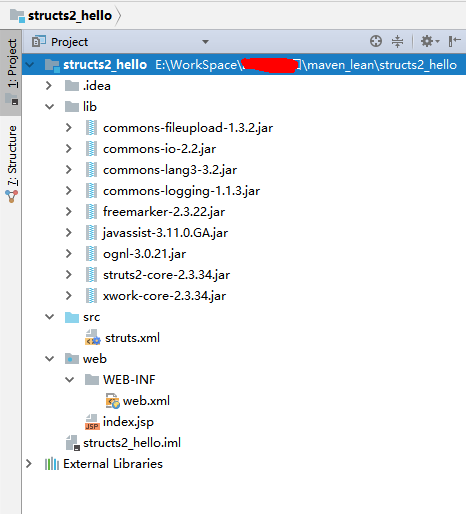 structs2_hello
Project
1: Project
7: Structure
structs2_hello E:\WorkSpace\ \maven_lean\structs2_hello
.idea
lib
commons-fileupload-1.3.2.jar
commons-io-2.2.jar
commons-lang3-3.2.jar
commons-logging-1.1.3.jar
freemarker-2.3.22.jar
javassist-3.11.0.GA.jar
ognl-3.0.21.jar
struts2-core-2.3.34.jar
xwork-core-2.3.34.jar
src
struts.xml
web
WEB-INF
web.xml
JSP index.jsp
structs2_hello.iml
External Libraries